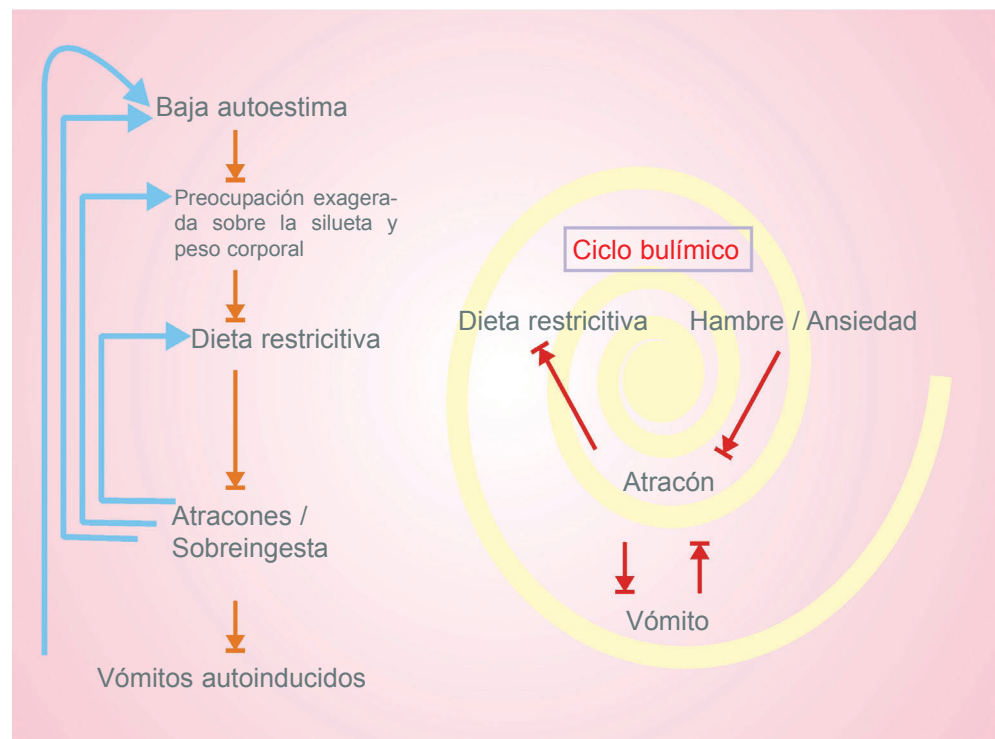 Baja autoestima
Preocupación exagera-
da sobre la silueta y
peso corporal
Dieta restricitiva
Atracones /
Sobreingesta
Vómitos autoinducidos
Ciclo bulímico
Dieta restricitiva
Hambre / Ansiedad
Atracón
Vómito